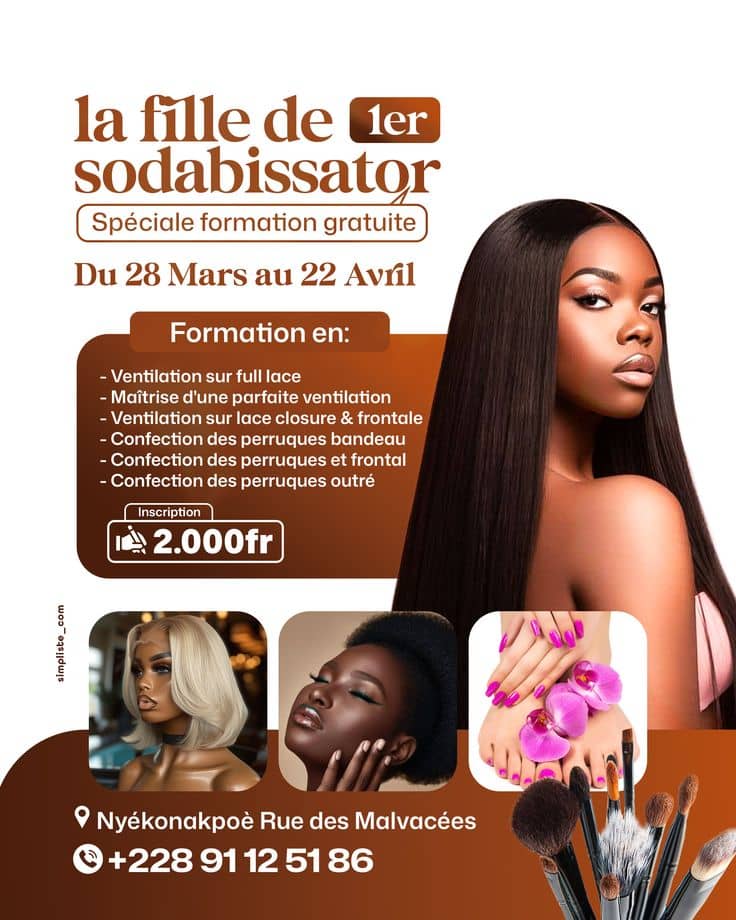 la fille de 1er
sodabissator
Spéciale formation gratuite
Du 28 Mars au 22 Avril
Formation en:
- Ventilation sur full lace
- Maîtrise d'une parfaite ventilation
- Ventilation sur lace closure & frontale
- Confection des perruques bandeau
- Confection des perruques et frontal
- Confection des perruques outré
Inscription
2.000fr
simpliste_com
Nyékonakpoè Rue des Malvacées
+228 91 12 51 86